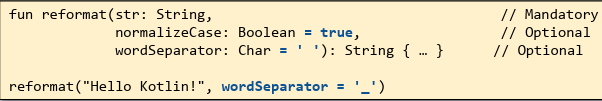 fun reformat(str: String, // Mandatory
normalizeCase: Boolean = true, // Optional
wordSeparator: Char = ' '): String { … } // Optional
reformat("Hello Kotlin!", wordSeparator = '_')